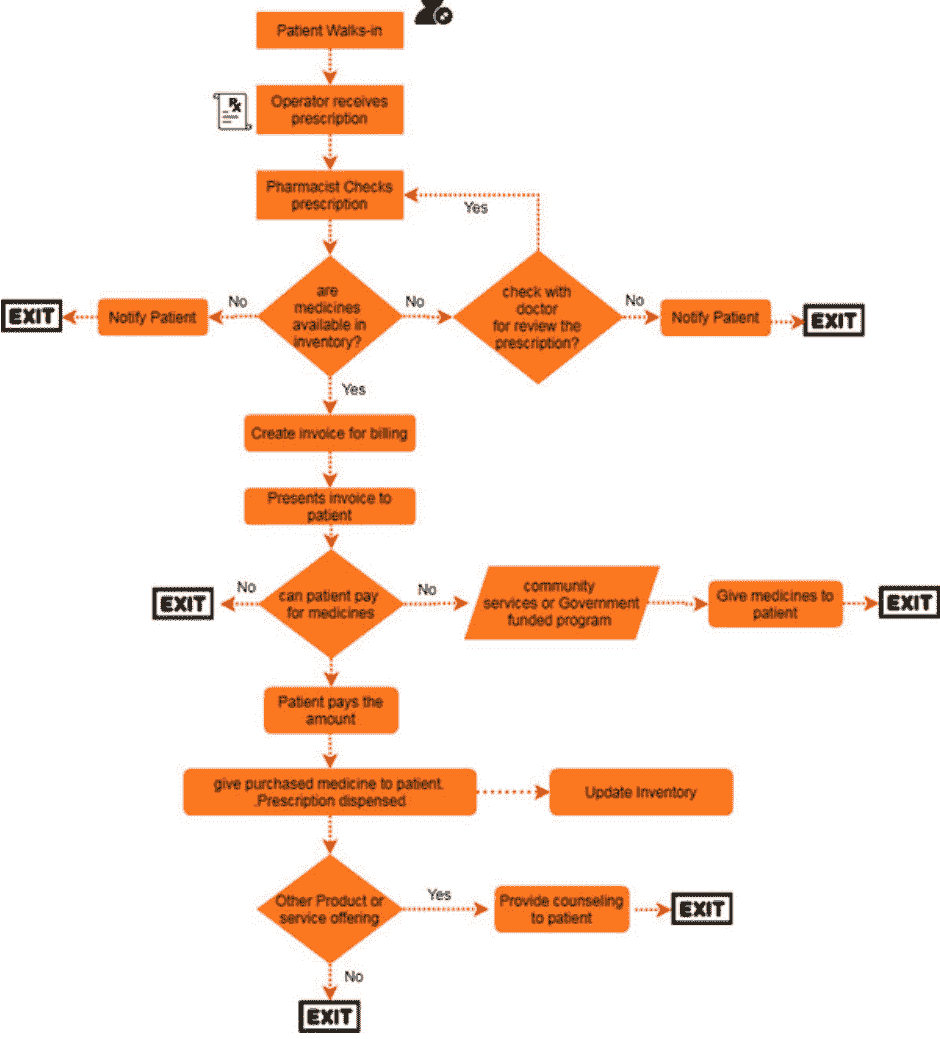 Patient Walks-in
Operator receives
prescription
Rx
Pharmacist Checks
prescription
Yes
are
medicines
available in
inventory?
No
No
Notify Patient
EXIT
check with
doctor
for review the
prescription?
No
Notify Patient
EXIT
Yes
Create invoice for billing
Presents invoice to
patient
can patient pay
for medicines
No
EXIT
No
community
services or Government
funded program
Give medicines to
patient
EXIT
Patient pays the
amount
give purchased medicine to patient.
.Prescription dispensed
Update Inventory
Other Product or
service offering
Yes
Provide counseling
to patient
EXIT
No
EXIT